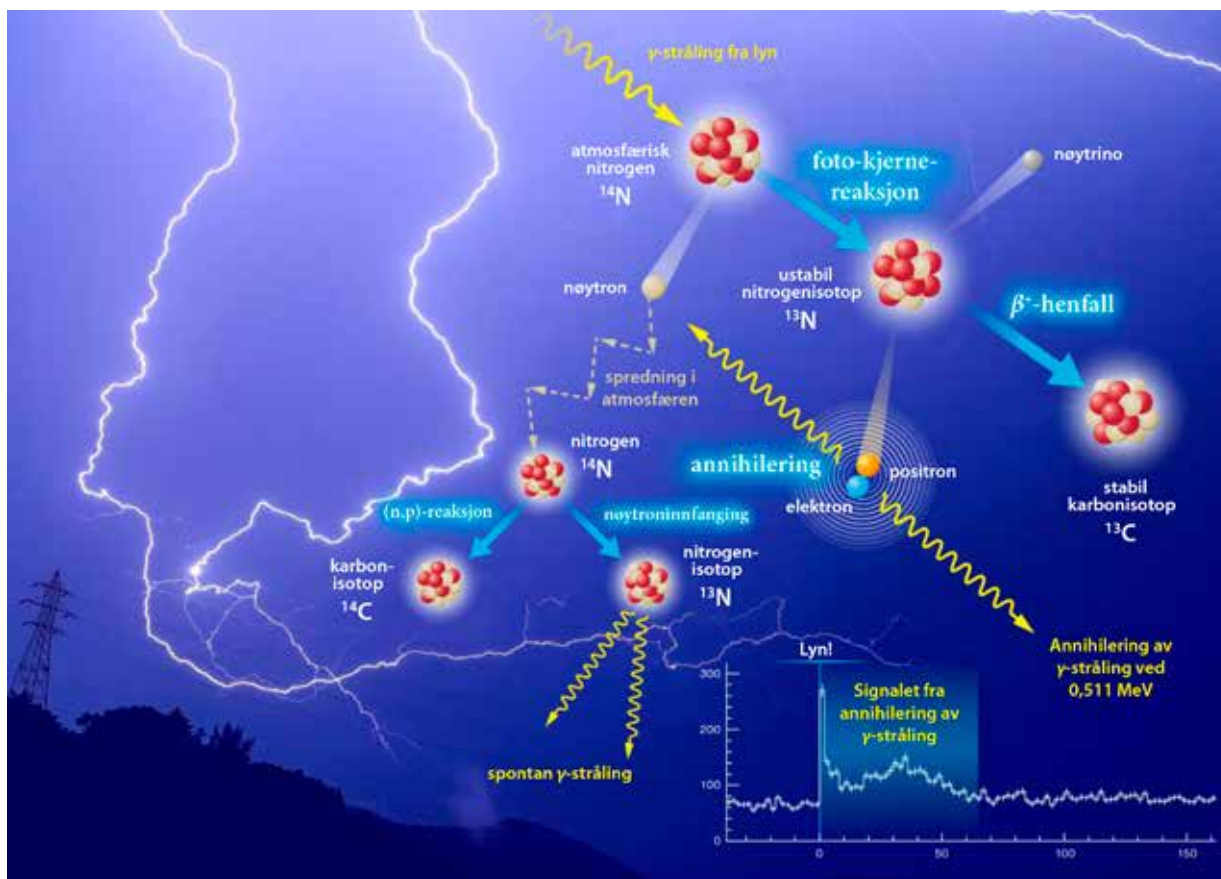 γ-stråling fra lyn
atmosfærisk
nitrogen
¹⁴N
foto-kjerne-
reaksjon
nøytrino
nøytron
ustabil
nitrogenisotop
¹³N
β⁺-henfall
spredning i
atmosfæren
nitrogen
¹⁴N
annihilering
positron
elektron
stabil
karbonisotop
¹³C
(n,p)-reaksjon
nøytroninnfanging
karbon-
isotop
¹⁴C
nitrogen-
isotop
¹³N
spontan γ-stråling
Annihilering av
γ-stråling ved
0,511 MeV
Lyn!
Signalet fra
annihilering av
γ-stråling
300
200
100
0
0
50
100
150